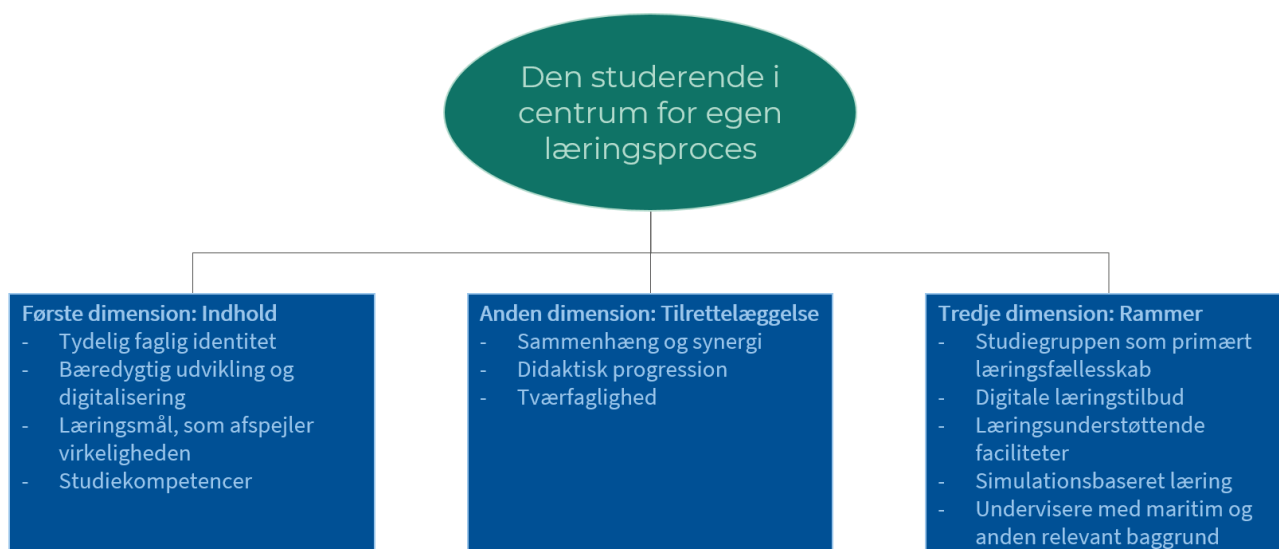 Den studerende i
centrum for egen
læringsproces
Første dimension: Indhold
- Tydelig faglig identitet
- Bæredygtig udvikling og
digitalisering
- Læringsmål, som afspejler
virkeligheden
- Studiekompetencer
Anden dimension: Tilrettelæggelse
- Sammenhæng og synergi
- Didaktisk progression
- Tværfaglighed
Tredje dimension: Rammer
- Studiegruppen som primært
læringsfællesskab
- Digitale læringstilbud
- Læringsunderstøttende
faciliteter
- Simulationsbaseret læring
- Undervisere med maritim og
anden relevant baggrund